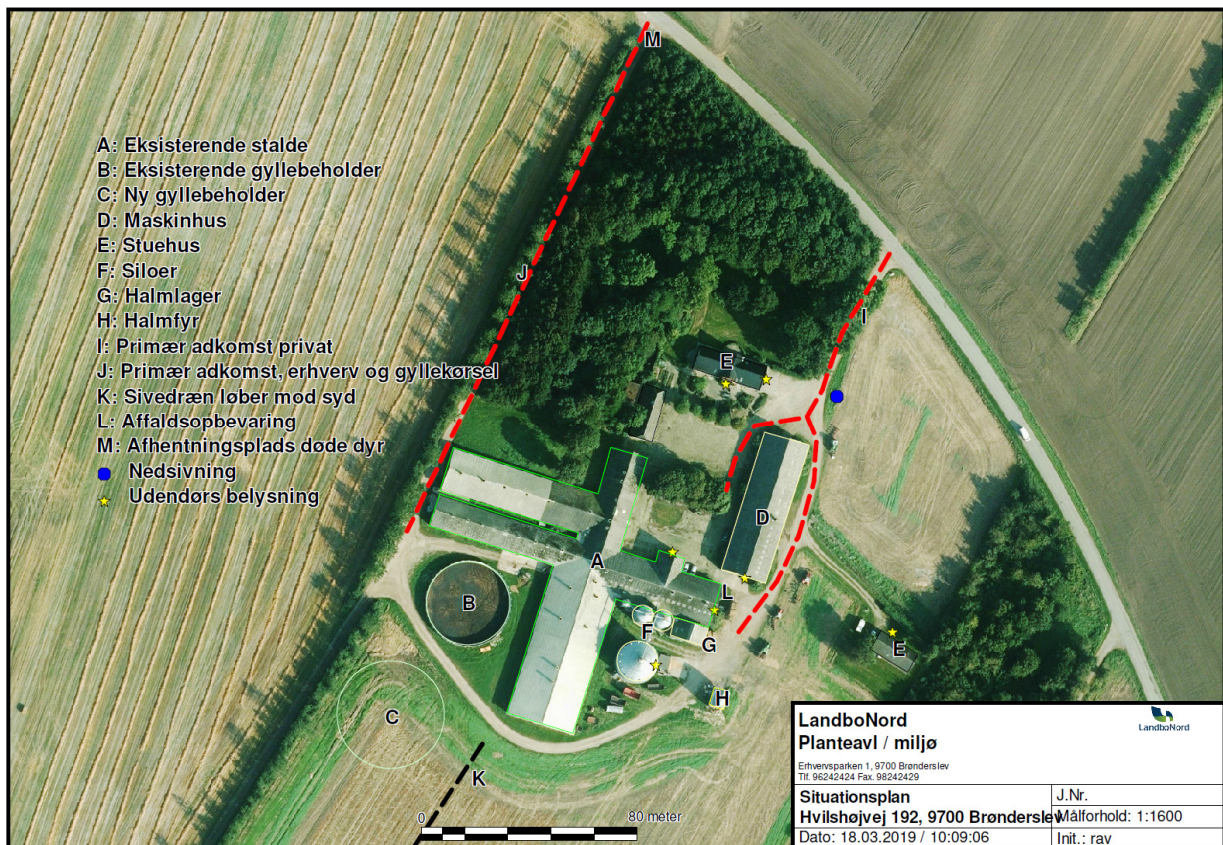 M
A: Eksisterende stalde
B: Eksisterende gyllebeholder
C: Ny gyllebeholder
D: Maskinhus
E: Stuehus
F: Siloer
G: Halmlager
H: Halmfyr
I: Primær adkomst privat
J: Primær adkomst, erhverv og gyllekørsel
K: Sivedræn løber mod syd
L: Affaldsopbevaring
M: Afhentningsplads døde dyr
Nedsivning
Udendørs belysning
J
I
E
D
A
B
L
F
G
E
H
C
K
0
80 meter
LandboNord
Planteavl / miljø
LandboNord
Erhvervsparken 1, 9700 Brønderslev
Tlf. 96242424 Fax. 98242429
Situationsplan
Hvilshøjvej 192, 9700 Brønderslev
J.Nr.
Målforhold: 1:1600
Dato: 18.03.2019 / 10:09:06
Init.: rav